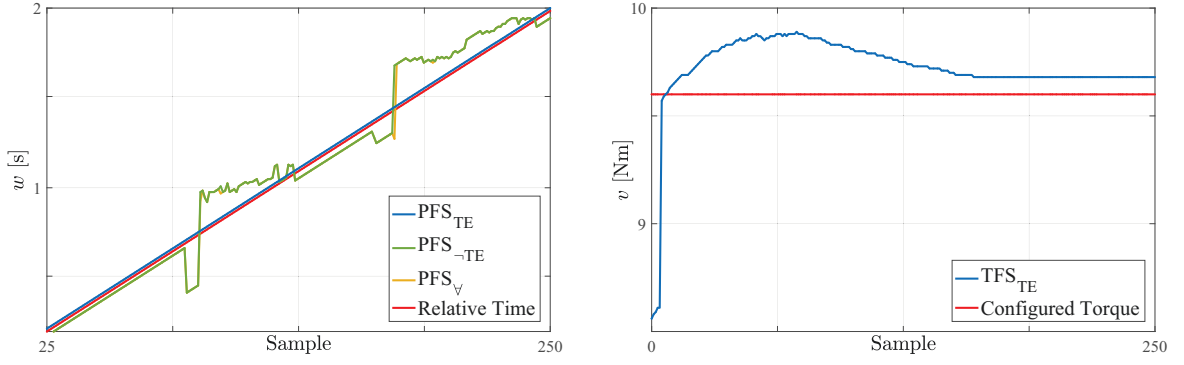 2
1
w [s]
25
Sample
250
PFS_TE
PFS_¬TE
PFS_∀
Relative Time
10
9
v [Nm]
0
Sample
250
TFS_TE
Configured Torque